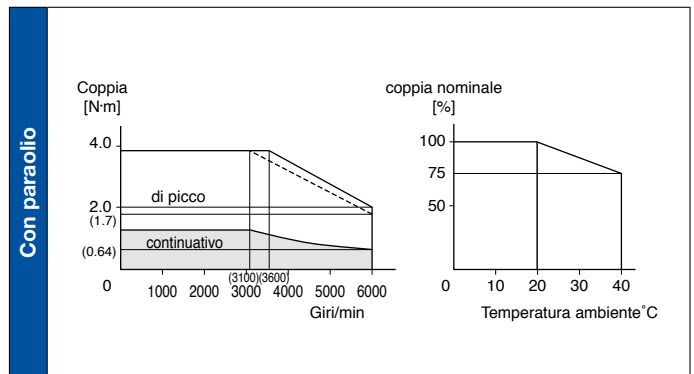 Con paraolio
Coppia
[N·m]
4.0
di picco
2.0
(1.7)
continuativo
(0.64)
0
1000
2000
3000
4000
5000
6000
(3100)
(3600)
Giri/min
coppia nominale
[%]
100
75
50
0
10
20
30
40
Temperatura ambiente˚C